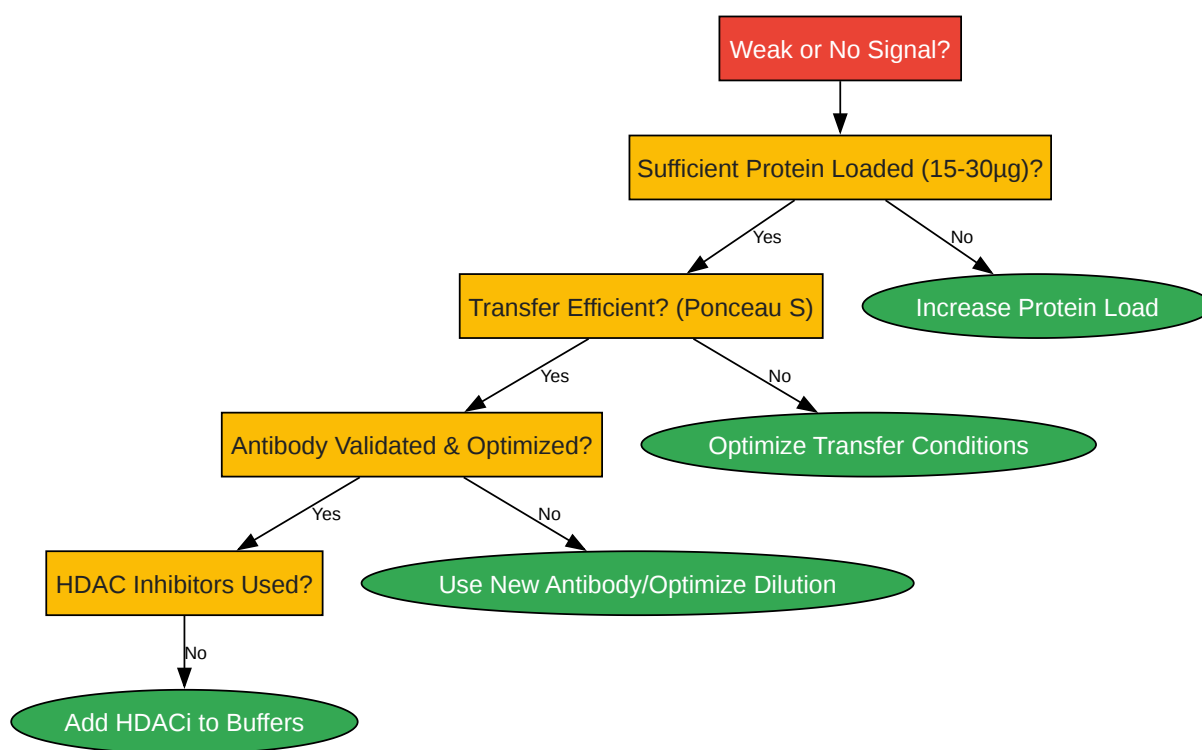 Weak or No Signal?
Sufficient Protein Loaded (15-30µg)?
Yes
No
Transfer Efficient? (Ponceau S)
Increase Protein Load
Yes
No
Antibody Validated & Optimized?
Optimize Transfer Conditions
Yes
No
HDAC Inhibitors Used?
Use New Antibody/Optimize Dilution
No
Add HDACi to Buffers